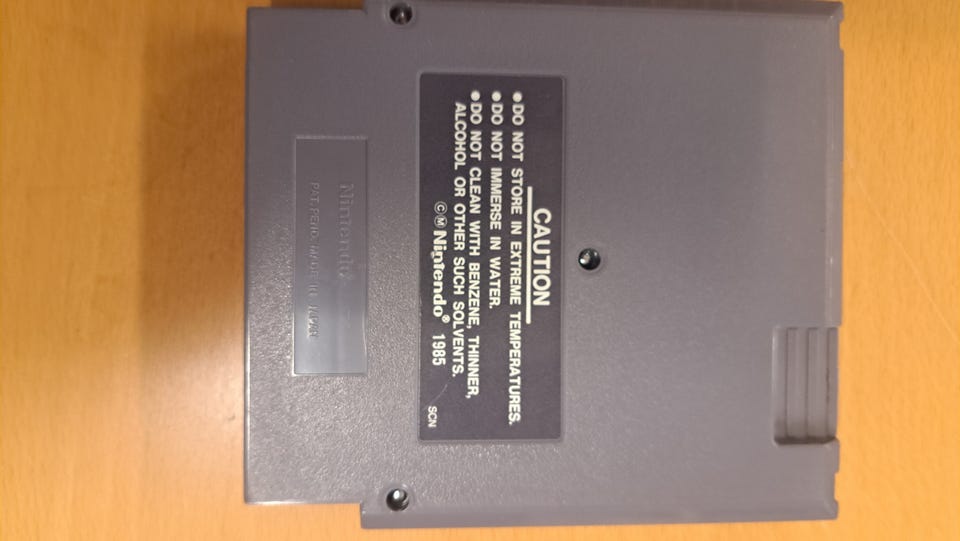 CAUTION
●DO NOT STORE IN EXTREME TEMPERATURES.
●DO NOT IMMERSE IN WATER.
●DO NOT CLEAN WITH BENZENE, THINNER,
ALCOHOL OR OTHER SUCH SOLVENTS.
ⒸⓂNintendo® 1985
SCN
Nintendo®
PAT. PEND. MADE IN JAPAN